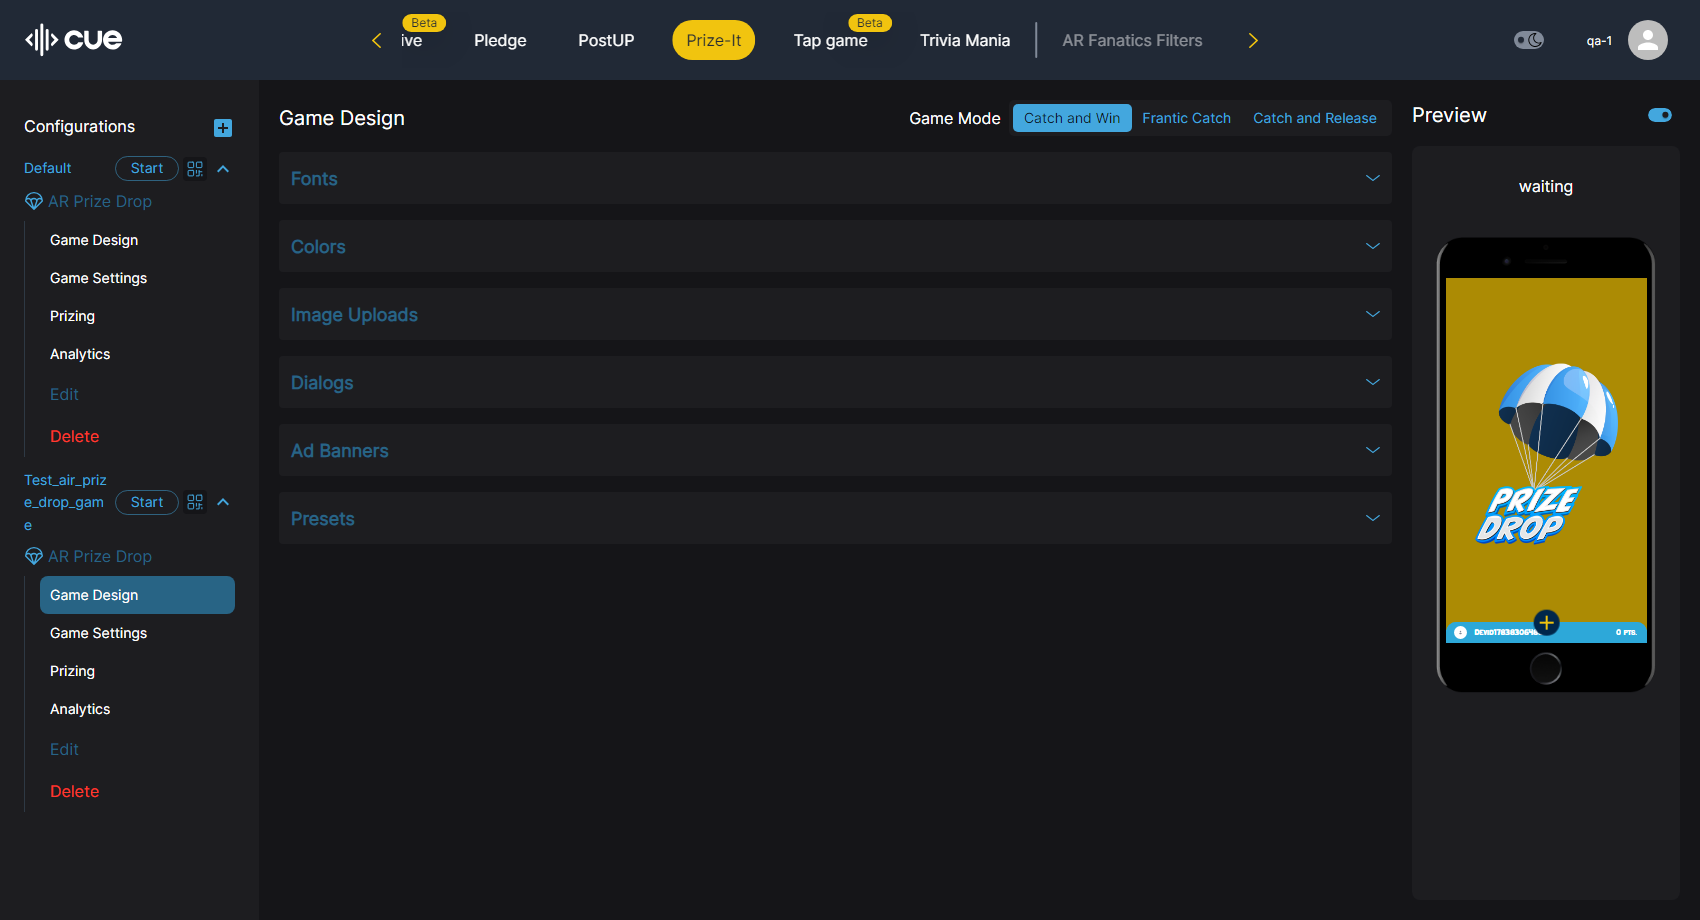 cue
Beta
ive
Pledge
PostUP
Prize-It
Beta
Tap game
Trivia Mania
AR Fanatics Filters
qa-1
Configurations
Default
Start
AR Prize Drop
Game Design
Game Settings
Prizing
Analytics
Edit
Delete
Test_air_priz
e_drop_gam
e
Start
AR Prize Drop
Game Design
Game Settings
Prizing
Analytics
Edit
Delete
Game Design
Game Mode
Catch and Win
Frantic Catch
Catch and Release
Fonts
Colors
Image Uploads
Dialogs
Ad Banners
Presets
Preview
waiting
PRIZE
DROP
0 PTS.